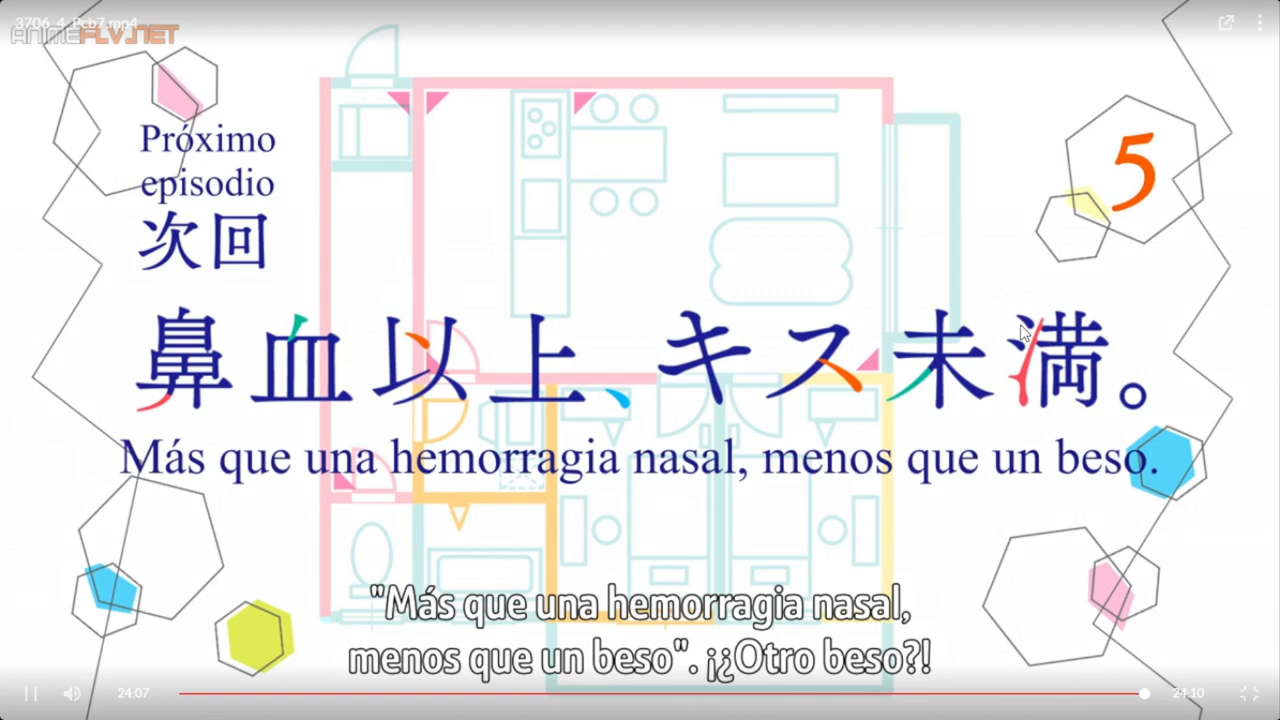 3706_4_Pcb7.mp4
ANIMEFLV.NET
Próximo
episodio
次回
5
鼻血以上、キス未満。
Más que una hemorragia nasal, menos que un beso.
"Más que una hemorragia nasal,
menos que un beso". ¡¿Otro beso?!
24:07
24:10